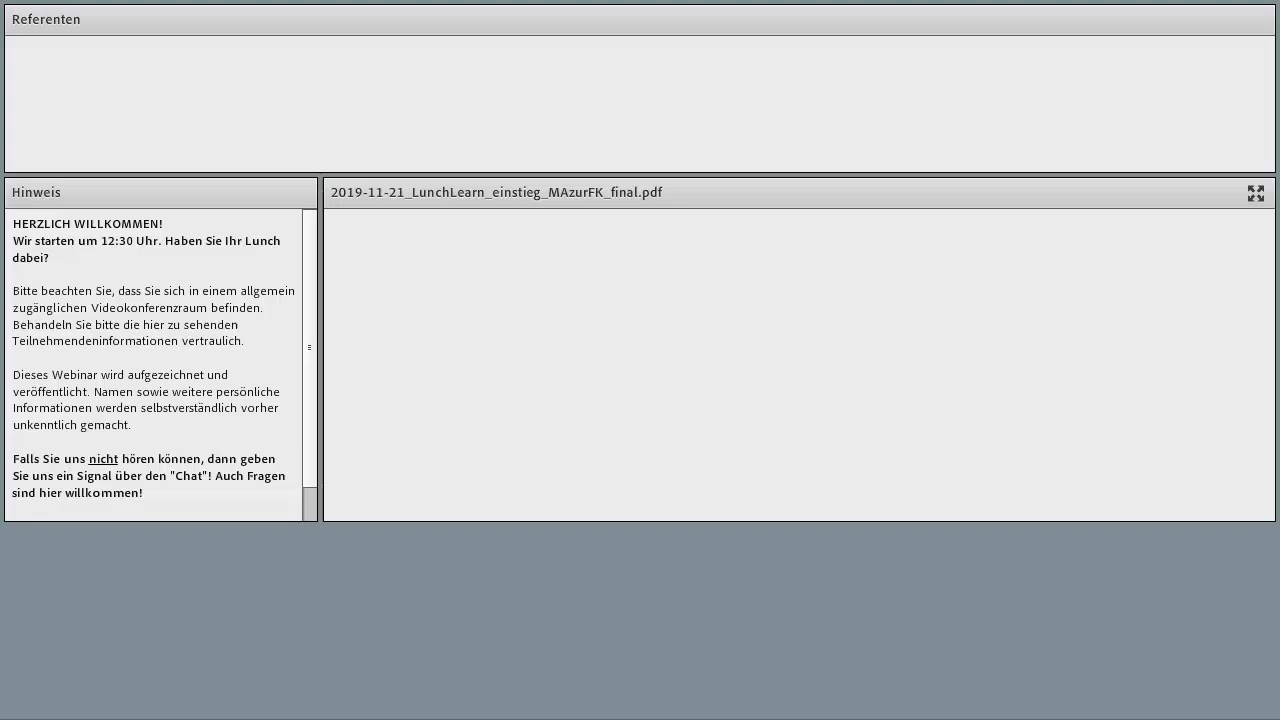 Referenten
Hinweis
2019-11-21_LunchLearn_einstieg_MAzurFK_final.pdf
HERZLICH WILLKOMMEN!
Wir starten um 12:30 Uhr. Haben Sie Ihr Lunch
dabei?
Bitte beachten Sie, dass Sie sich in einem allgemein
zugänglichen Videokonferenzraum befinden.
Behandeln Sie bitte die hier zu sehenden
Teilnehmendeninformationen vertraulich.
Dieses Webinar wird aufgezeichnet und
veröffentlicht. Namen sowie weitere persönliche
Informationen werden selbstverständlich vorher
unkenntlich gemacht.
Falls Sie uns nicht hören können, dann geben
Sie uns ein Signal über den "Chat"! Auch Fragen
sind hier willkommen!